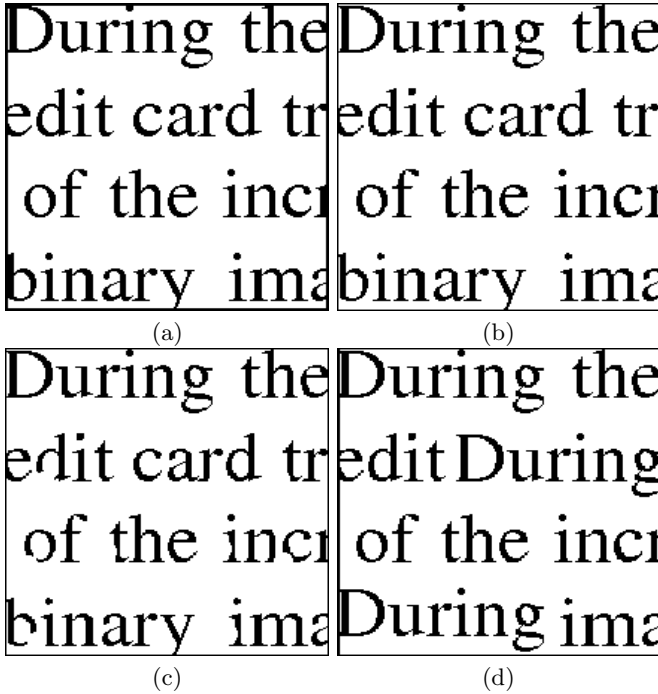 During the
edit card tr
of the incr
binary ima
(a)
During the
edit card tr
of the incr
binary ima
(b)
During the
edit card tr
of the incr
binary ima
(c)
During the
edit During
of the incr
During ima
(d)